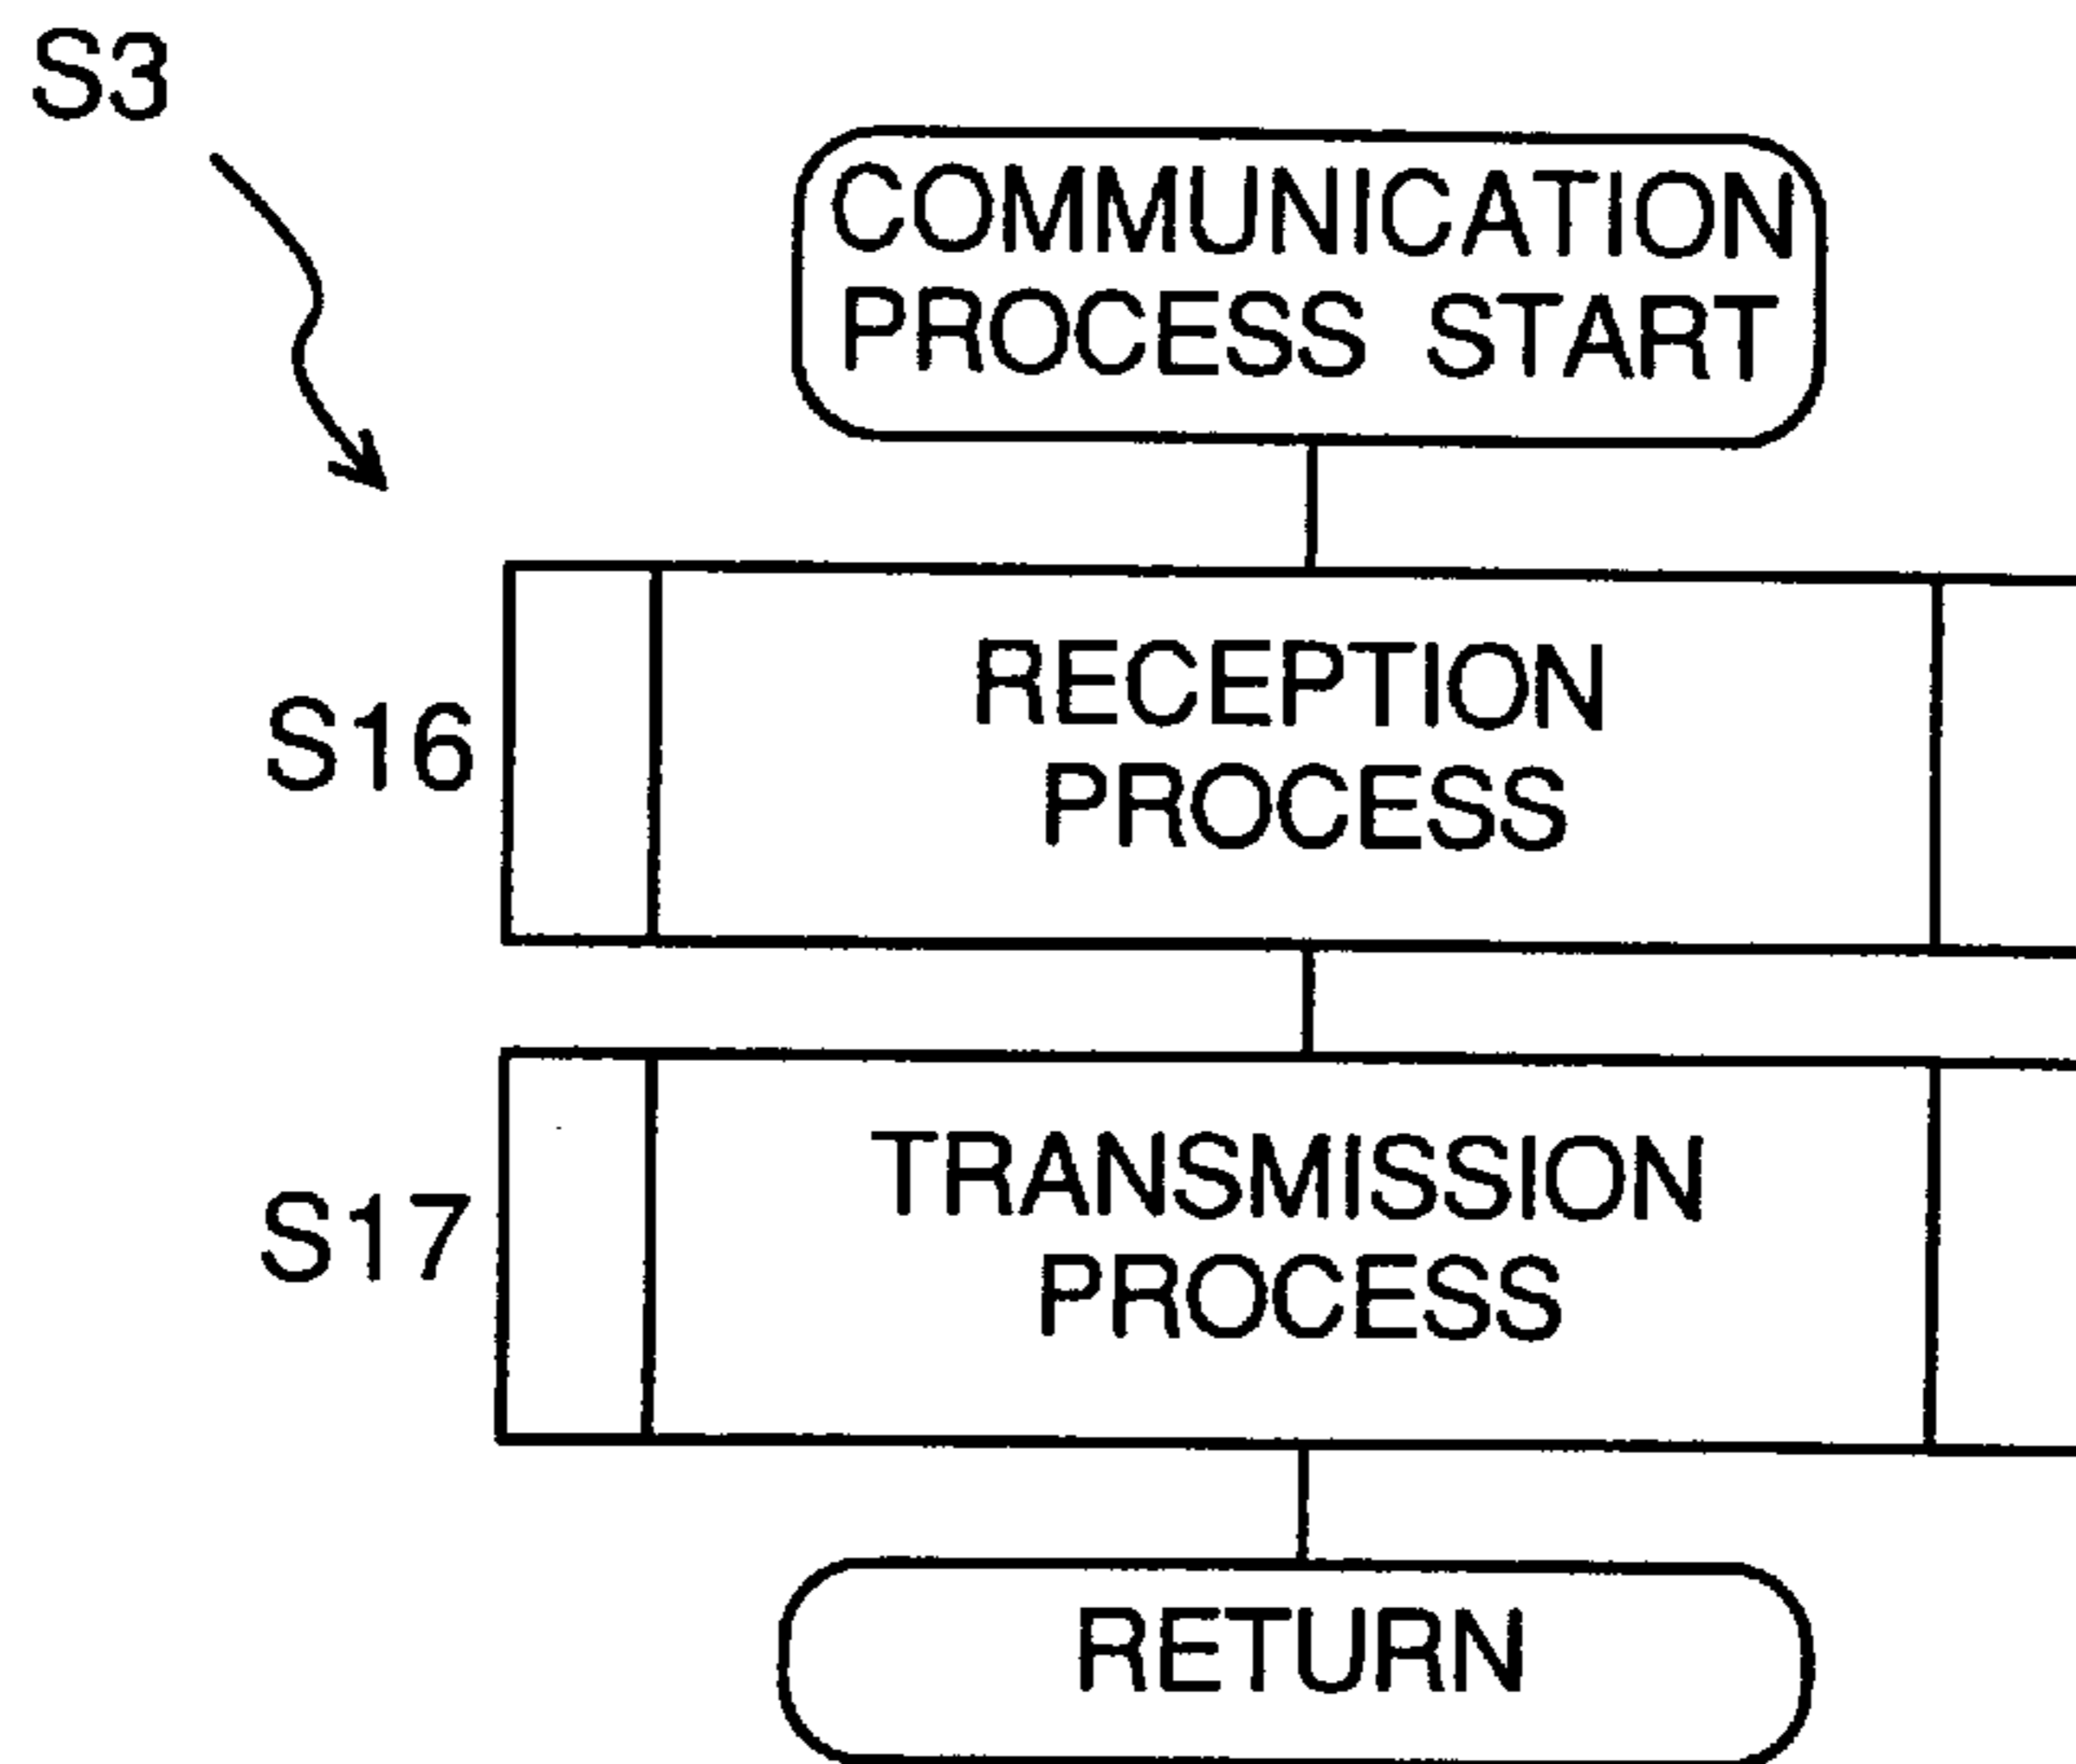 S3
COMMUNICATION
PROCESS START
S16
RECEPTION
PROCESS
S17
TRANSMISSION
PROCESS
RETURN